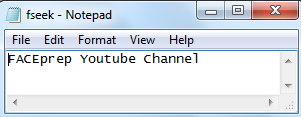 fseek - Notepad
File Edit Format View Help
FACEprep Youtube Channel